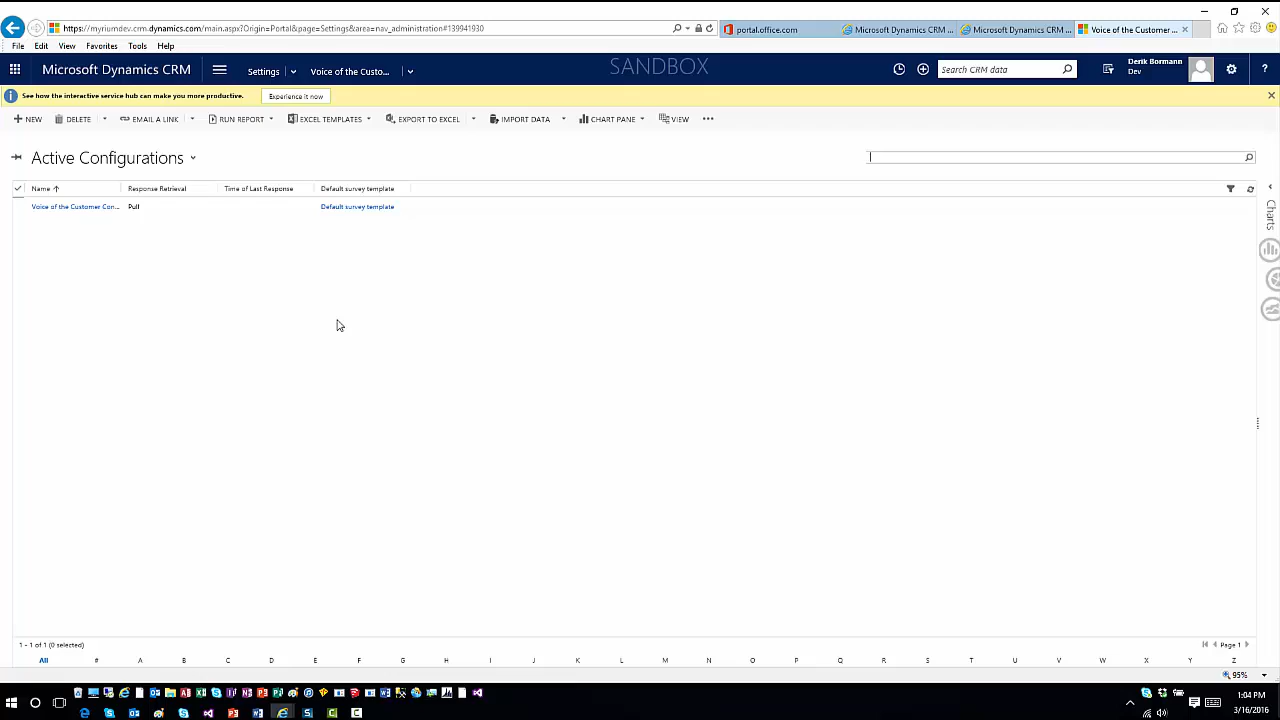 https://myriumdev.crm.dynamics.com/main.aspx?Origin=Portal&page=Settings&area=nav_administration#139941930
portal.office.com
Microsoft Dynamics CRM ...
Microsoft Dynamics CRM ...
Voice of the Customer ...
File Edit View Favorites Tools Help
Microsoft Dynamics CRM
Settings
Voice of the Custo...
SANDBOX
Search CRM data
Derik Bormann
Dev
?
See how the interactive service hub can make you more productive.
Experience it now
NEW DELETE EMAIL A LINK RUN REPORT EXCEL TEMPLATES EXPORT TO EXCEL IMPORT DATA CHART PANE VIEW
Active Configurations
Name Response Retrieval Time of Last Response Default survey template
Voice of the Customer Con... Pull Default survey template
Charts
1 - 1 of 1 (0 selected)
Page 1
All # A B C D E F G H I J K L M N O P Q R S T U V W X Y Z
95%
1:04 PM
3/16/2016